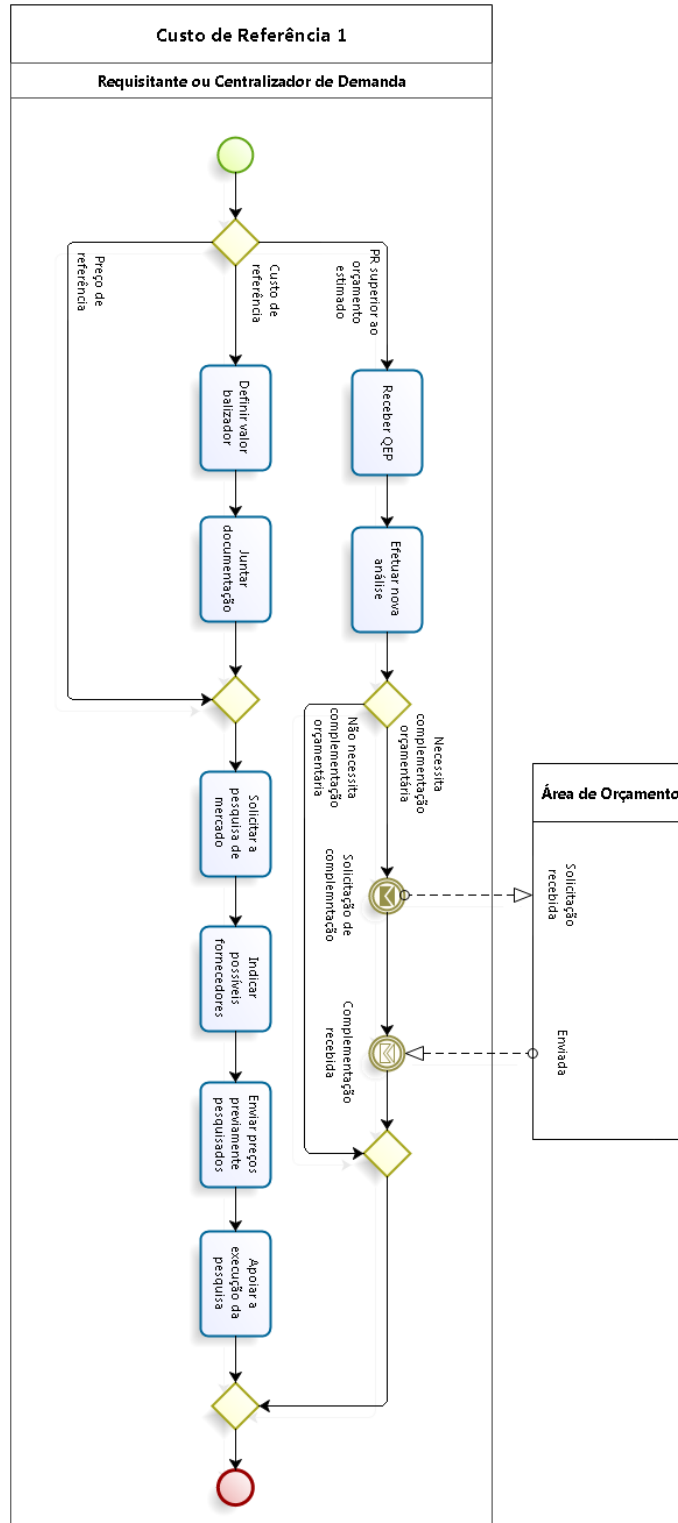 Custo de Referência 1
Requisitante ou Centralizador de Demanda
PR superior ao
orçamento
estimado
Custo de
referência
Preço de
referência
Receber QEP
Definir valor
balizador
Efetuar nova
análise
Juntar
documentação
Necessita
complementação
orçamentária
Não necessita
complementação
orçamentária
Área de Orçamento
Solicitar a
pesquisa de
mercado
Solicitação de
complemntação
Solicitação
recebida
Indicar
possíveis
fornecedores
Complementação
recebida
Enviada
Enviar preços
previamente
pesquisados
Apoiar a
execução da
pesquisa